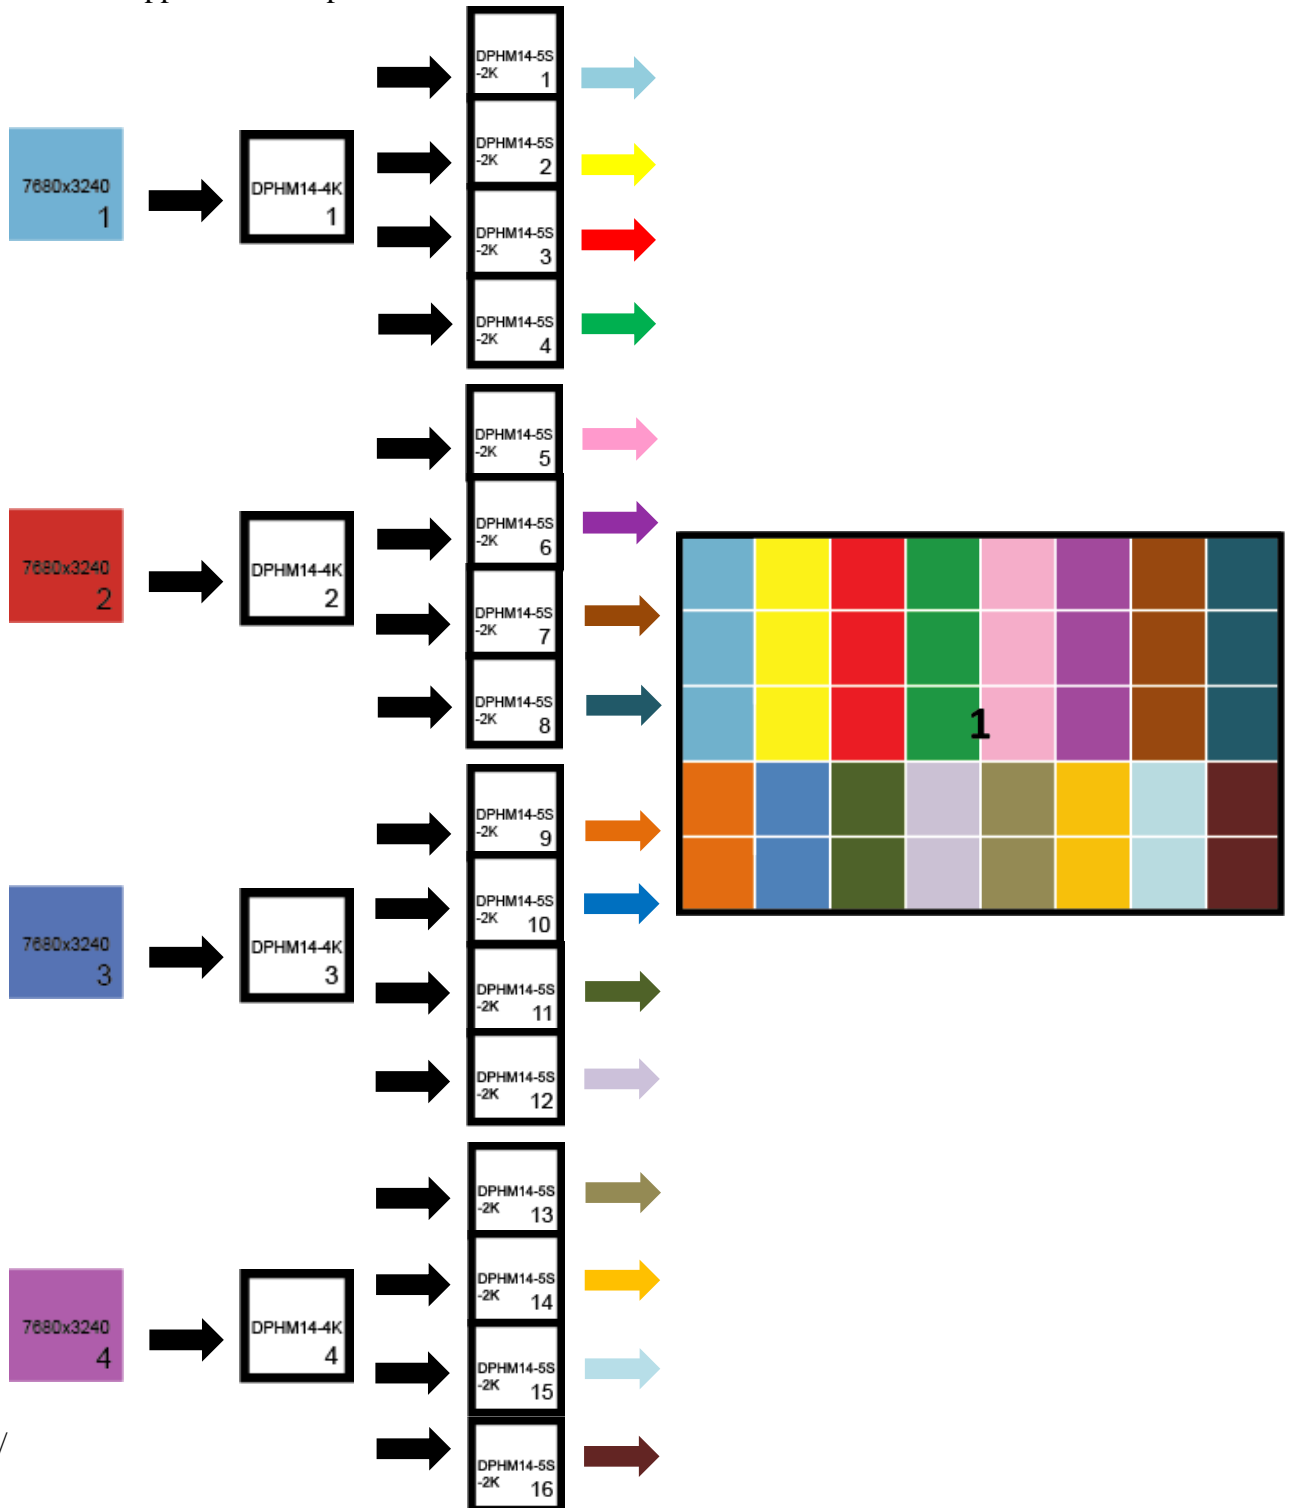 DPHM14-5S
-2K 1
DPHM14-5S
-2K 2
7680x3240
1
DPHM14-4K
1
DPHM14-5S
-2K 3
DPHM14-5S
-2K 4
DPHM14-5S
-2K 5
DPHM14-5S
-2K 6
7680x3240
2
DPHM14-4K
2
DPHM14-5S
-2K 7
DPHM14-5S
-2K 8
1
DPHM14-5S
-2K 9
DPHM14-5S
-2K 10
7680x3240
3
DPHM14-4K
3
DPHM14-5S
-2K 11
DPHM14-5S
-2K 12
DPHM14-5S
-2K 13
DPHM14-5S
-2K 14
7680x3240
4
DPHM14-4K
4
DPHM14-5S
-2K 15
/
DPHM14-5S
-2K 16